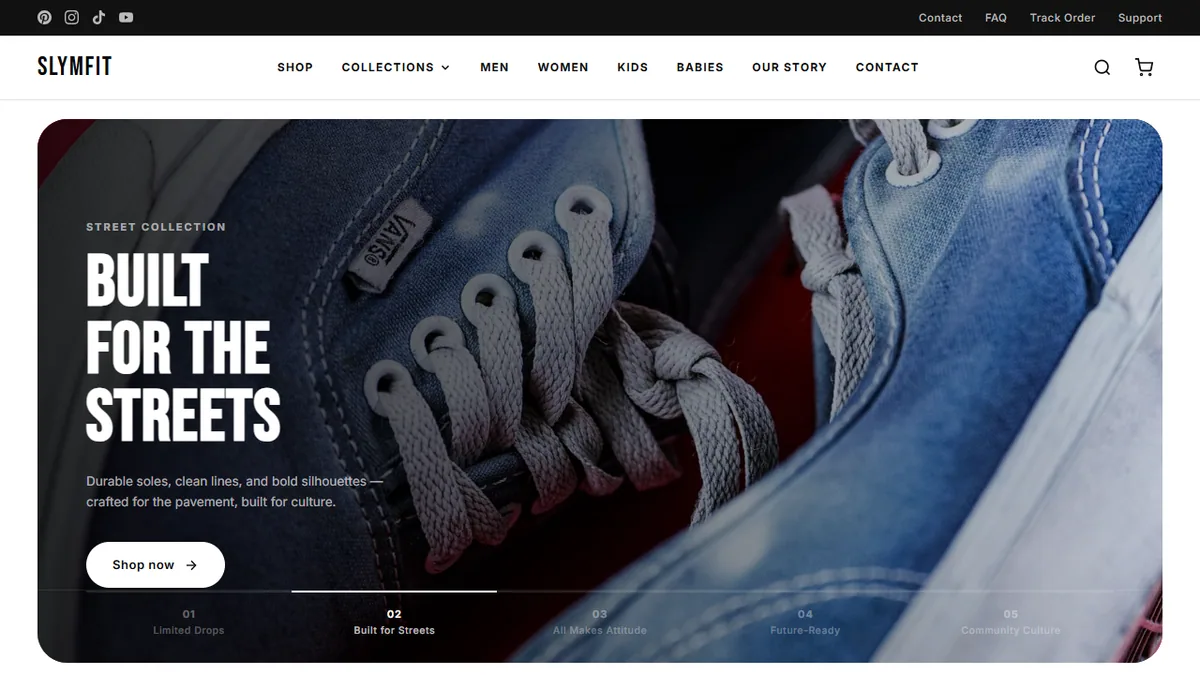 Contact FAQ Track Order Support
SLYMFIT
SHOP COLLECTIONS MEN WOMEN KIDS BABIES OUR STORY CONTACT
STREET COLLECTION
BUILT
FOR THE
STREETS
VANS®
Durable soles, clean lines, and bold silhouettes —
crafted for the pavement, built for culture.
Shop now
01 02 03 04 05
Limited Drops Built for Streets All Makes Attitude Future-Ready Community Culture